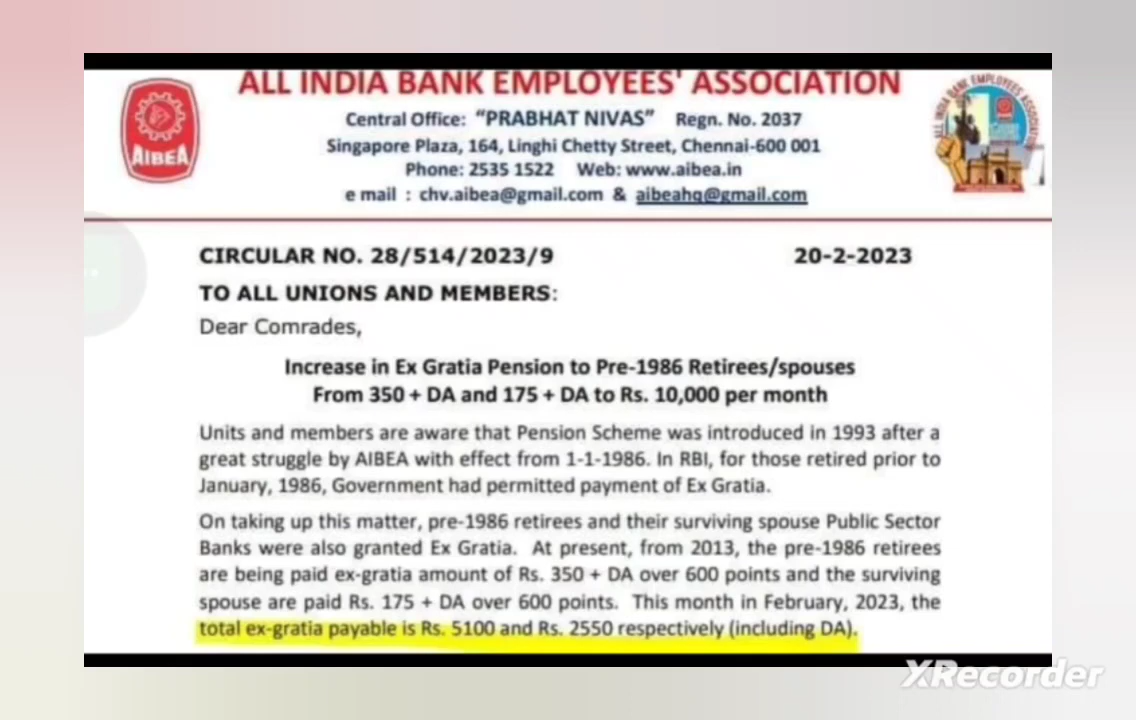 ALL INDIA BANK EMPLOYEES' ASSOCIATION
AIBEA
Central Office: "PRABHAT NIVAS" Regn. No. 2037
Singapore Plaza, 164, Linghi Chetty Street, Chennai-600 001
Phone: 2535 1522 Web: www.aibea.in
e mail : chv.aibea@gmail.com & aibeahq@gmail.com
CIRCULAR NO. 28/514/2023/9 20-2-2023
TO ALL UNIONS AND MEMBERS:
Dear Comrades,
Increase in Ex Gratia Pension to Pre-1986 Retirees/spouses
From 350 + DA and 175 + DA to Rs. 10,000 per month
Units and members are aware that Pension Scheme was introduced in 1993 after a
great struggle by AIBEA with effect from 1-1-1986. In RBI, for those retired prior to
January, 1986, Government had permitted payment of Ex Gratia.
On taking up this matter, pre-1986 retirees and their surviving spouse Public Sector
Banks were also granted Ex Gratia. At present, from 2013, the pre-1986 retirees
are being paid ex-gratia amount of Rs. 350 + DA over 600 points and the surviving
spouse are paid Rs. 175 + DA over 600 points. This month in February, 2023, the
total ex-gratia payable is Rs. 5100 and Rs. 2550 respectively (including DA).
XRecorder